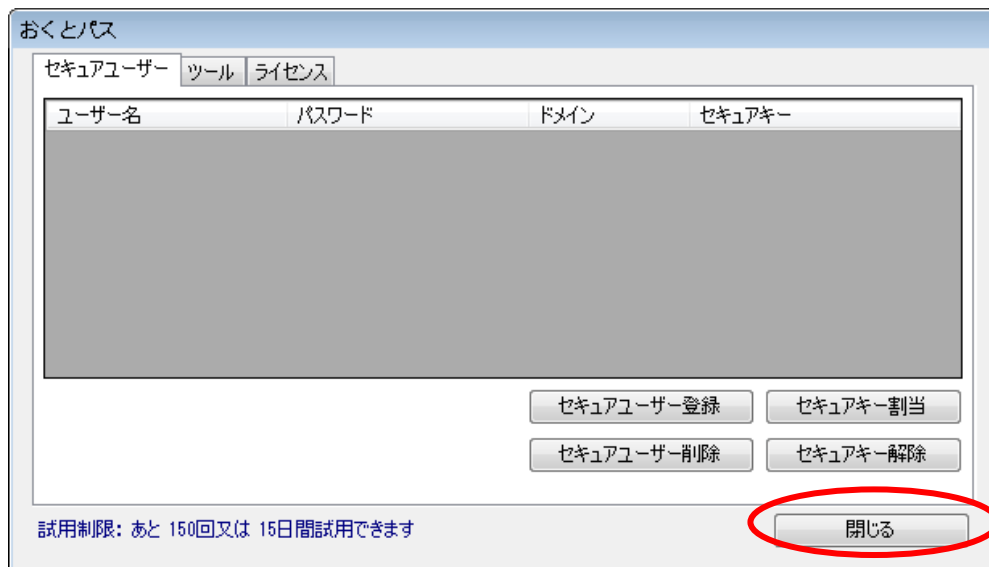 おくとパス
セキュアユーザー ツール ライセンス
ユーザー名 パスワード ドメイン セキュアキー
セキュアユーザー登録 セキュアキー割当
セキュアユーザー削除 セキュアキー解除
試用制限: あと 150回又は 15日間試用できます 閉じる